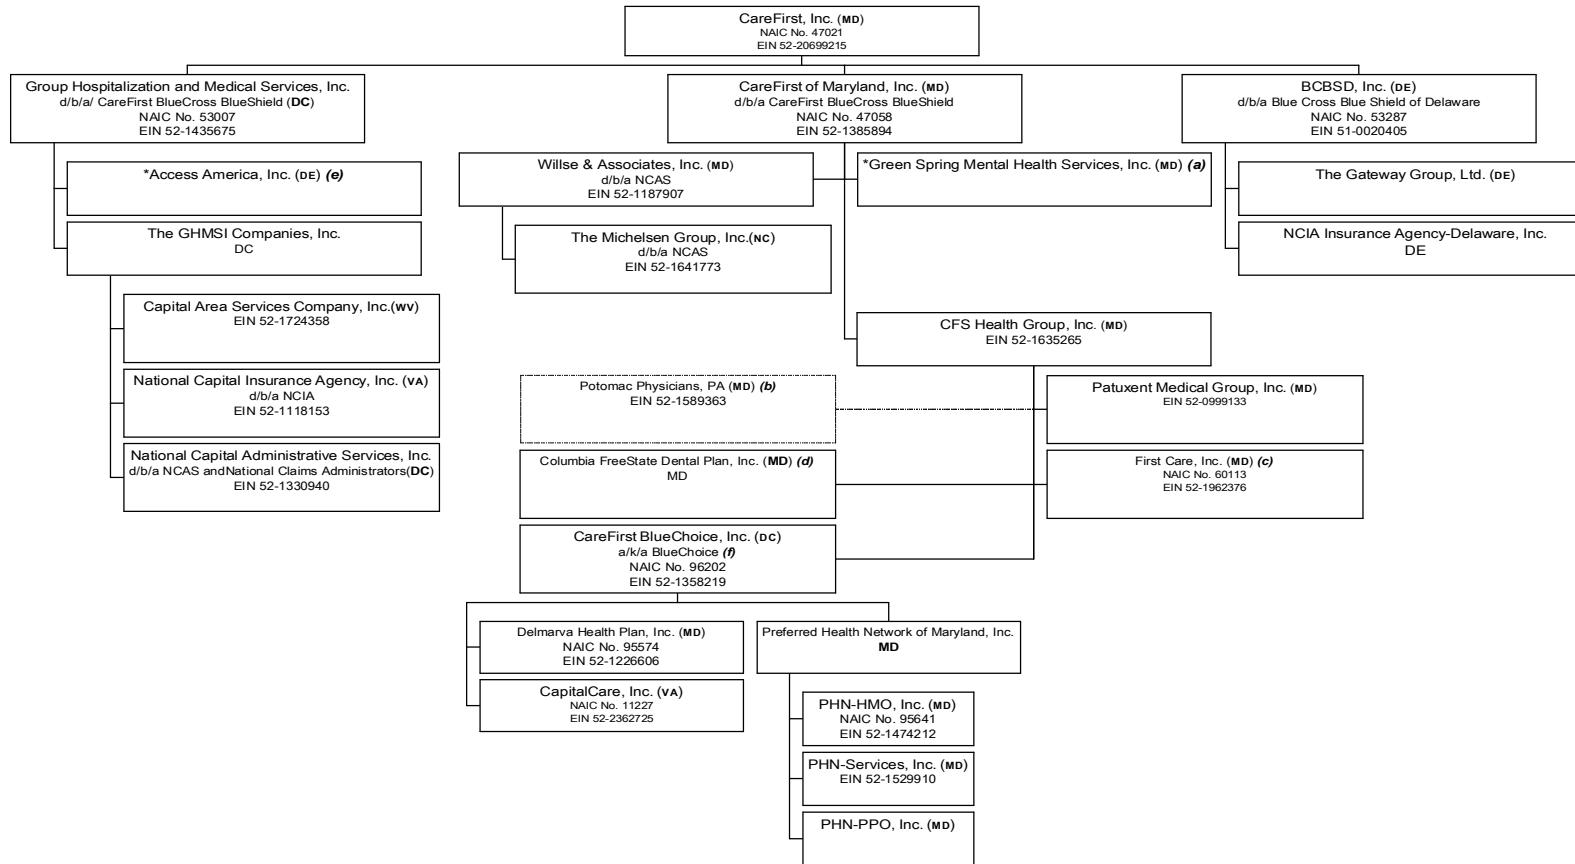 CareFirst, Inc. (MD)
NAIC No. 47021
EIN 52-20699215
Group Hospitalization and Medical Services, Inc.
d/b/a/ CareFirst BlueCross BlueShield (DC)
NAIC No. 53007
EIN 52-1435675
CareFirst of Maryland, Inc. (MD)
d/b/a CareFirst BlueCross BlueShield
NAIC No. 47058
EIN 52-1385894
BCBSD, Inc. (DE)
d/b/a Blue Cross Blue Shield of Delaware
NAIC No. 53287
EIN 51-0020405
*Access America, Inc. (DE) (e)
The GHMSI Companies, Inc.
DC
Capital Area Services Company, Inc.(WV)
EIN 52-1724358
National Capital Insurance Agency, Inc. (VA)
d/b/a NCIA
EIN 52-1118153
National Capital Administrative Services, Inc.
d/b/a NCAS andNational Claims Administrators(DC)
EIN 52-1330940
Willse & Associates, Inc. (MD)
d/b/a NCAS
EIN 52-1187907
*Green Spring Mental Health Services, Inc. (MD) (a)
The Michelsen Group, Inc.(NC)
d/b/a NCAS
EIN 52-1641773
The Gateway Group, Ltd. (DE)
NCIA Insurance Agency-Delaware, Inc.
DE
CFS Health Group, Inc. (MD)
EIN 52-1635265
Potomac Physicians, PA (MD) (b)
EIN 52-1589363
Patuxent Medical Group, Inc. (MD)
EIN 52-0999133
Columbia FreeState Dental Plan, Inc. (MD) (d)
MD
First Care, Inc. (MD) (c)
NAIC No. 60113
EIN 52-1962376
CareFirst BlueChoice, Inc. (DC)
a/k/a BlueChoice (f)
NAIC No. 96202
EIN 52-1358219
Delmarva Health Plan, Inc. (MD)
NAIC No. 95574
EIN 52-1226606
CapitalCare, Inc. (VA)
NAIC No. 11227
EIN 52-2362725
Preferred Health Network of Maryland, Inc.
MD
PHN-HMO, Inc. (MD)
NAIC No. 95641
EIN 52-1474212
PHN-Services, Inc. (MD)
EIN 52-1529910
PHN-PPO, Inc. (MD)